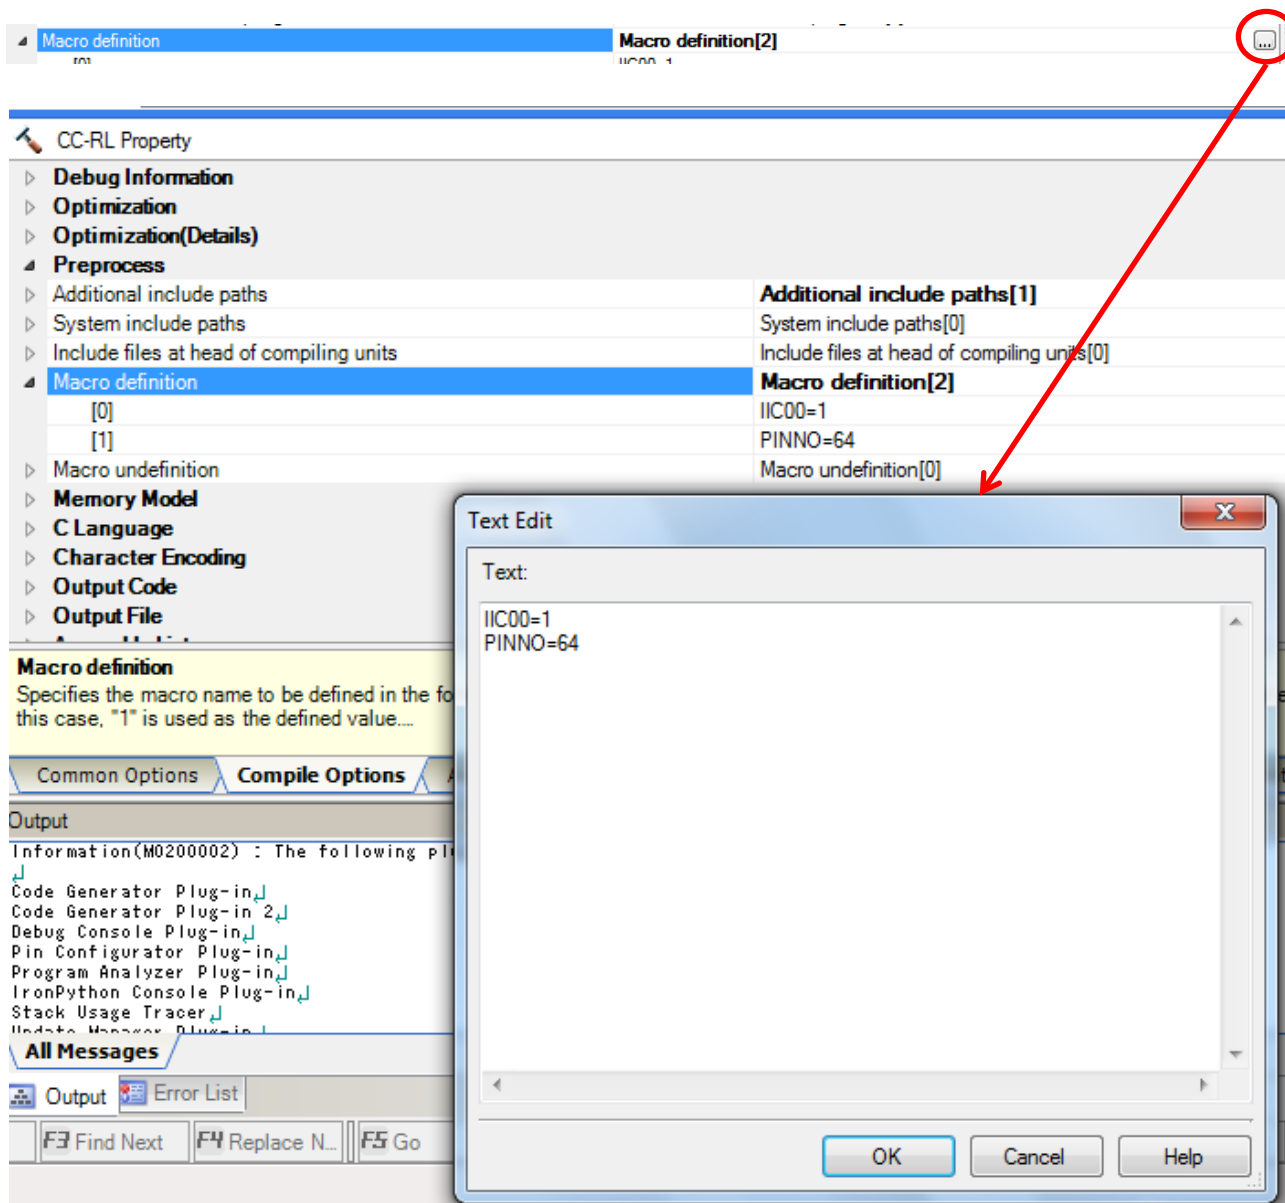 Macro definition Macro definition[2] ...
[0] IIC00=1
CC-RL Property
Debug Information
Optimization
Optimization(Details)
Preprocess
Additional include paths Additional include paths[1]
System include paths System include paths[0]
Include files at head of compiling units Include files at head of compiling units[0]
Macro definition Macro definition[2]
[0] IIC00=1
[1] PINNO=64
Macro undefinition Macro undefinition[0]
Memory Model
C Language
Character Encoding
Output Code
Output File
Text Edit
Text:
IIC00=1
PINNO=64
OK Cancel Help
Macro definition
Specifies the macro name to be defined in the fo
this case, "1" is used as the defined value....
Common Options Compile Options
Output
Information(M0200002) : The following pl
Code Generator Plug-in
Code Generator Plug-in 2
Debug Console Plug-in
Pin Configurator Plug-in
Program Analyzer Plug-in
IronPython Console Plug-in
Stack Usage Tracer
Update Manager Plug-in
All Messages
Output Error List
F3 Find Next F4 Replace N... F5 Go